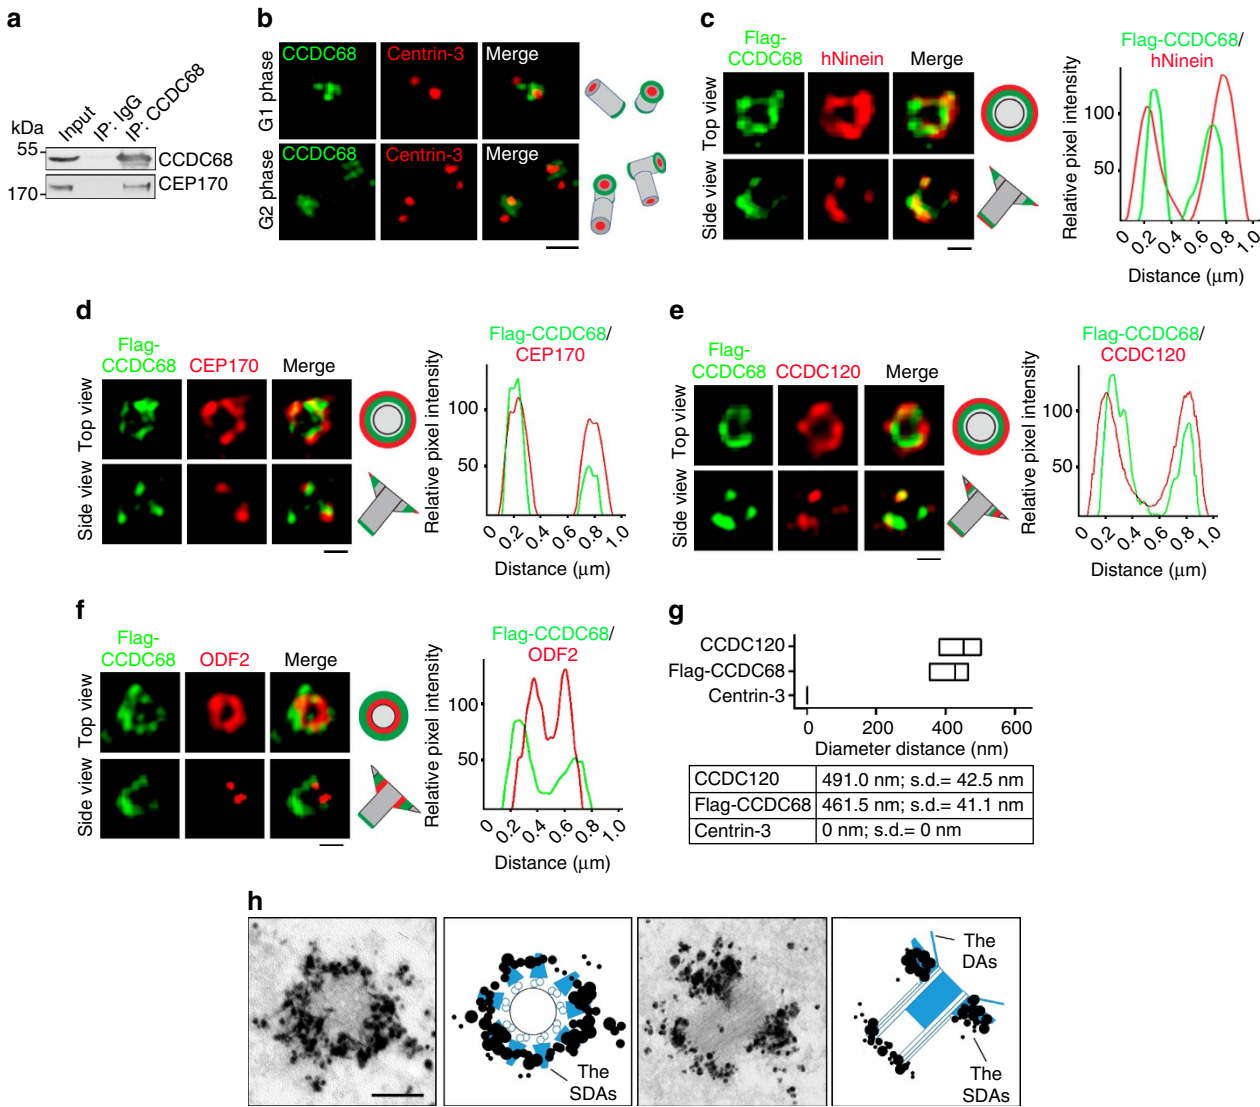 a
kDa
Input
IP: IgG
IP: CCDC68
55
CCDC68
170
CEP170
b
G1 phase
CCDC68
Centrin-3
Merge
G2 phase
CCDC68
Centrin-3
Merge
c
Flag-
CCDC68
hNinein
Merge
Top view
Side view
Flag-CCDC68/
hNinein
Relative pixel intensity
100
50
0
0.2
0.4
0.6
0.8
1.0
Distance (μm)
d
Flag-
CCDC68
CEP170
Merge
Top view
Side view
Flag-CCDC68/
CEP170
Relative pixel intensity
100
50
0
0.2
0.4
0.6
0.8
1.0
Distance (μm)
e
Flag-
CCDC68
CCDC120
Merge
Top view
Side view
Flag-CCDC68/
CCDC120
Relative pixel intensity
100
50
0
0.2
0.4
0.6
0.8
1.0
Distance (μm)
f
Flag-
CCDC68
ODF2
Merge
Top view
Side view
Flag-CCDC68/
ODF2
Relative pixel intensity
100
50
0
0.2
0.4
0.6
0.8
1.0
Distance (μm)
g
CCDC120
Flag-CCDC68
Centrin-3
0
200
400
600
Diameter distance (nm)
CCDC120 491.0 nm; s.d.= 42.5 nm
Flag-CCDC68 461.5 nm; s.d.= 41.1 nm
Centrin-3 0 nm; s.d.= 0 nm
h
The
SDAs
The
DAs
The
SDAs